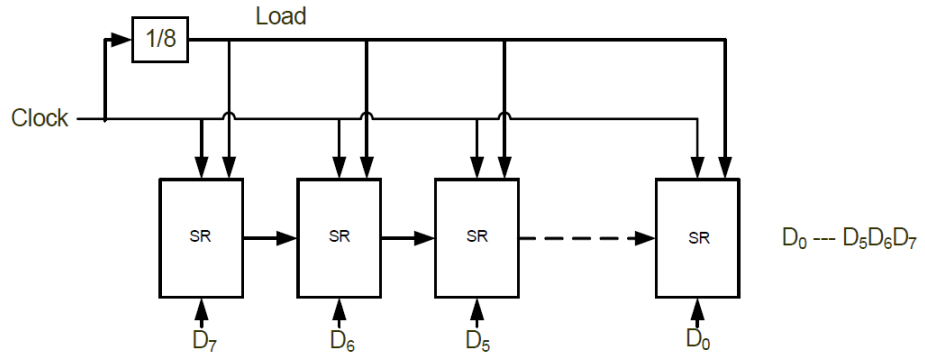 Load
1/8
Clock
SR SR SR SR
D₀ --- D₅D₆D₇
D₇ D₆ D₅ D₀